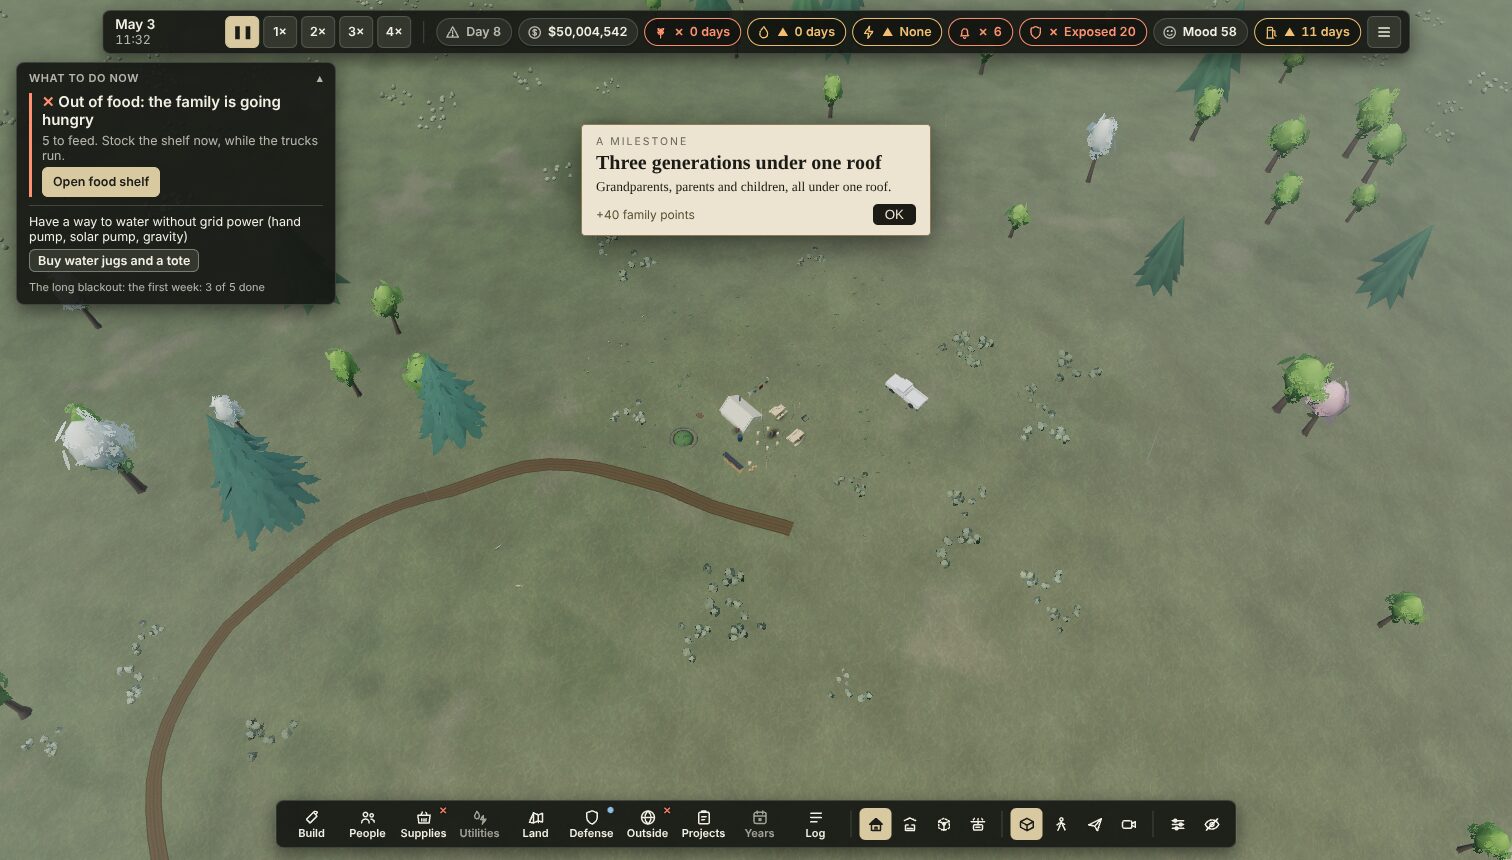 May 3
11:32
1×
2×
3×
4×
Day 8
$50,004,542
0 days
0 days
None
6
Exposed 20
Mood 58
11 days
WHAT TO DO NOW
Out of food: the family is going
hungry
5 to feed. Stock the shelf now, while the trucks
run.
Open food shelf
Have a way to water without grid power (hand
pump, solar pump, gravity)
Buy water jugs and a tote
The long blackout: the first week: 3 of 5 done
A MILESTONE
Three generations under one roof
Grandparents, parents and children, all under one roof.
+40 family points
OK
Build
People
Supplies
Utilities
Land
Defense
Outside
Projects
Years
Log